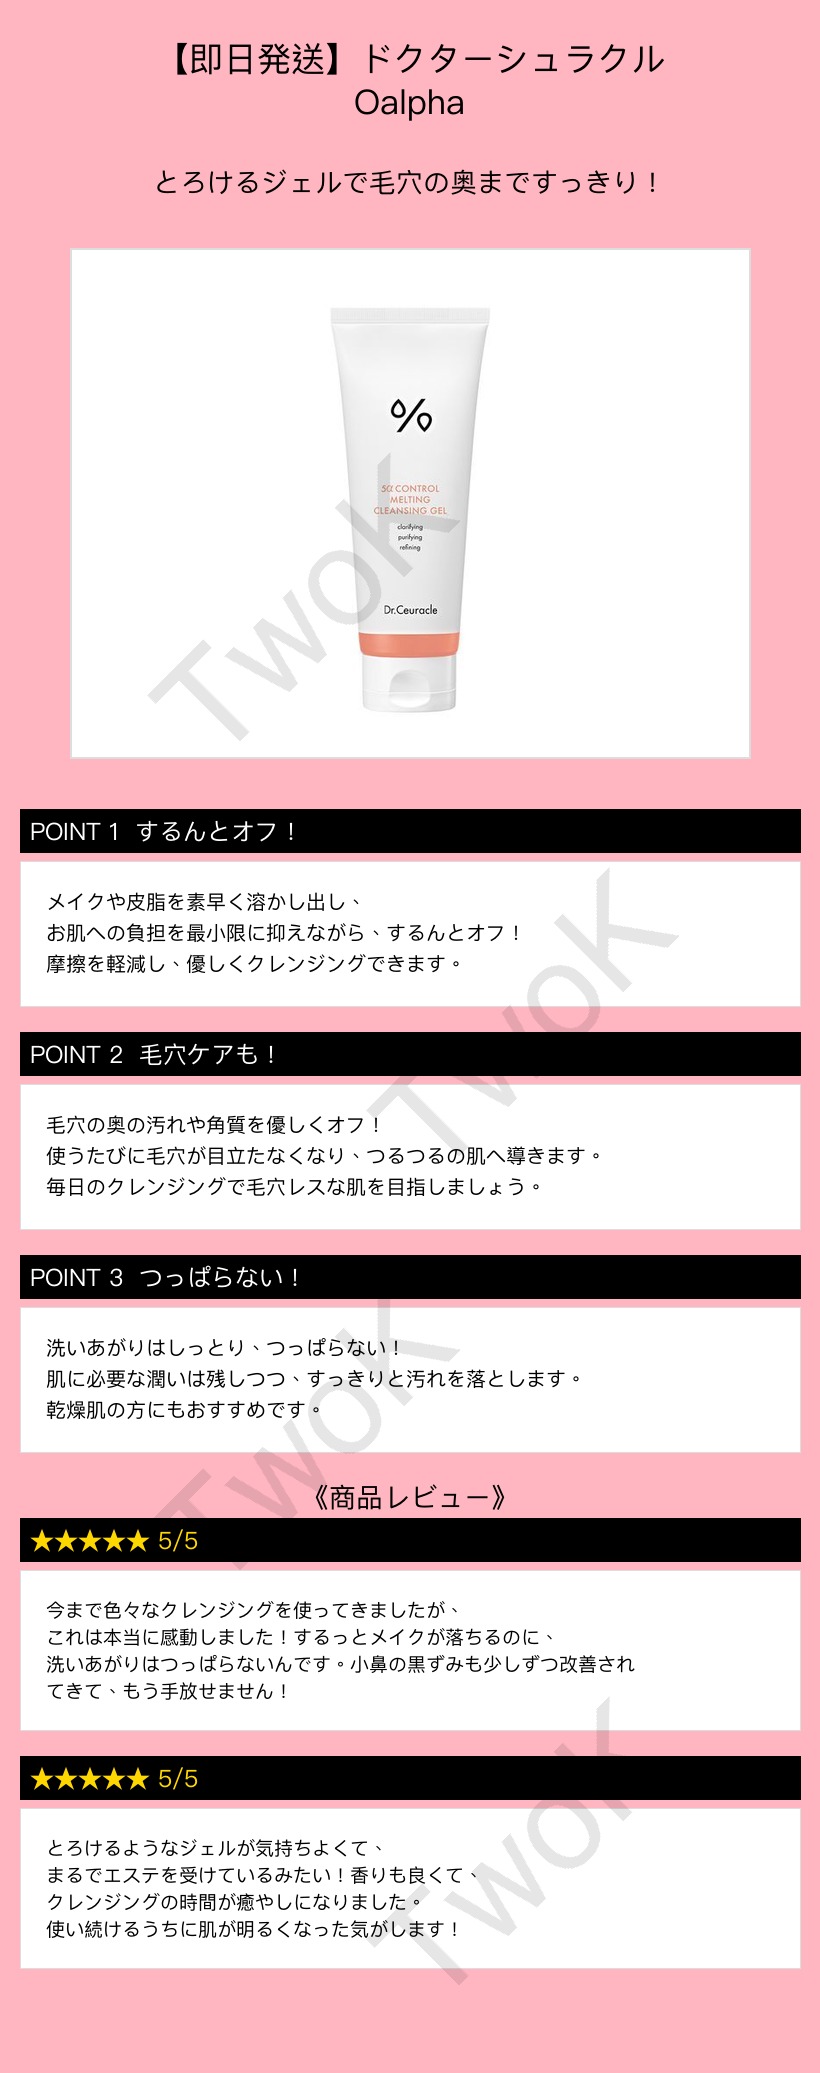 【即日発送】ドクターシュラクル
Oalpha
とろけるジェルで毛穴の奥まですっきり！
%
5α CONTROL
MELTING
CLEANSING GEL
clarifying
purifying
refining
Dr.Ceuracle
TwoK
POINT 1 するんとオフ！
メイクや皮脂を素早く溶かし出し、
お肌への負担を最小限に抑えながら、するんとオフ！
摩擦を軽減し、優しくクレンジングできます。
TwoK
POINT 2 毛穴ケアも！
毛穴の奥の汚れや角質を優しくオフ！
使うたびに毛穴が目立たなくなり、つるつるの肌へ導きます。
毎日のクレンジングで毛穴レスな肌を目指しましょう。
POINT 3 つっぱらない！
洗いあがりはしっとり、つっぱらない！
肌に必要な潤いは残しつつ、すっきりと汚れを落とします。
乾燥肌の方にもおすすめです。
TwoK
《商品レビュー》
★★★★★ 5/5
今まで色々なクレンジングを使ってきましたが、
これは本当に感動しました！するっとメイクが落ちるのに、
洗いあがりはつっぱらないんです。小鼻の黒ずみも少しずつ改善され
てきて、もう手放せません！
★★★★★ 5/5
とろけるようなジェルが気持ちよくて、
まるでエステを受けているみたい！香りも良くて、
クレンジングの時間が癒やしになりました。
使い続けるうちに肌が明るくなった気がします！
TwoK